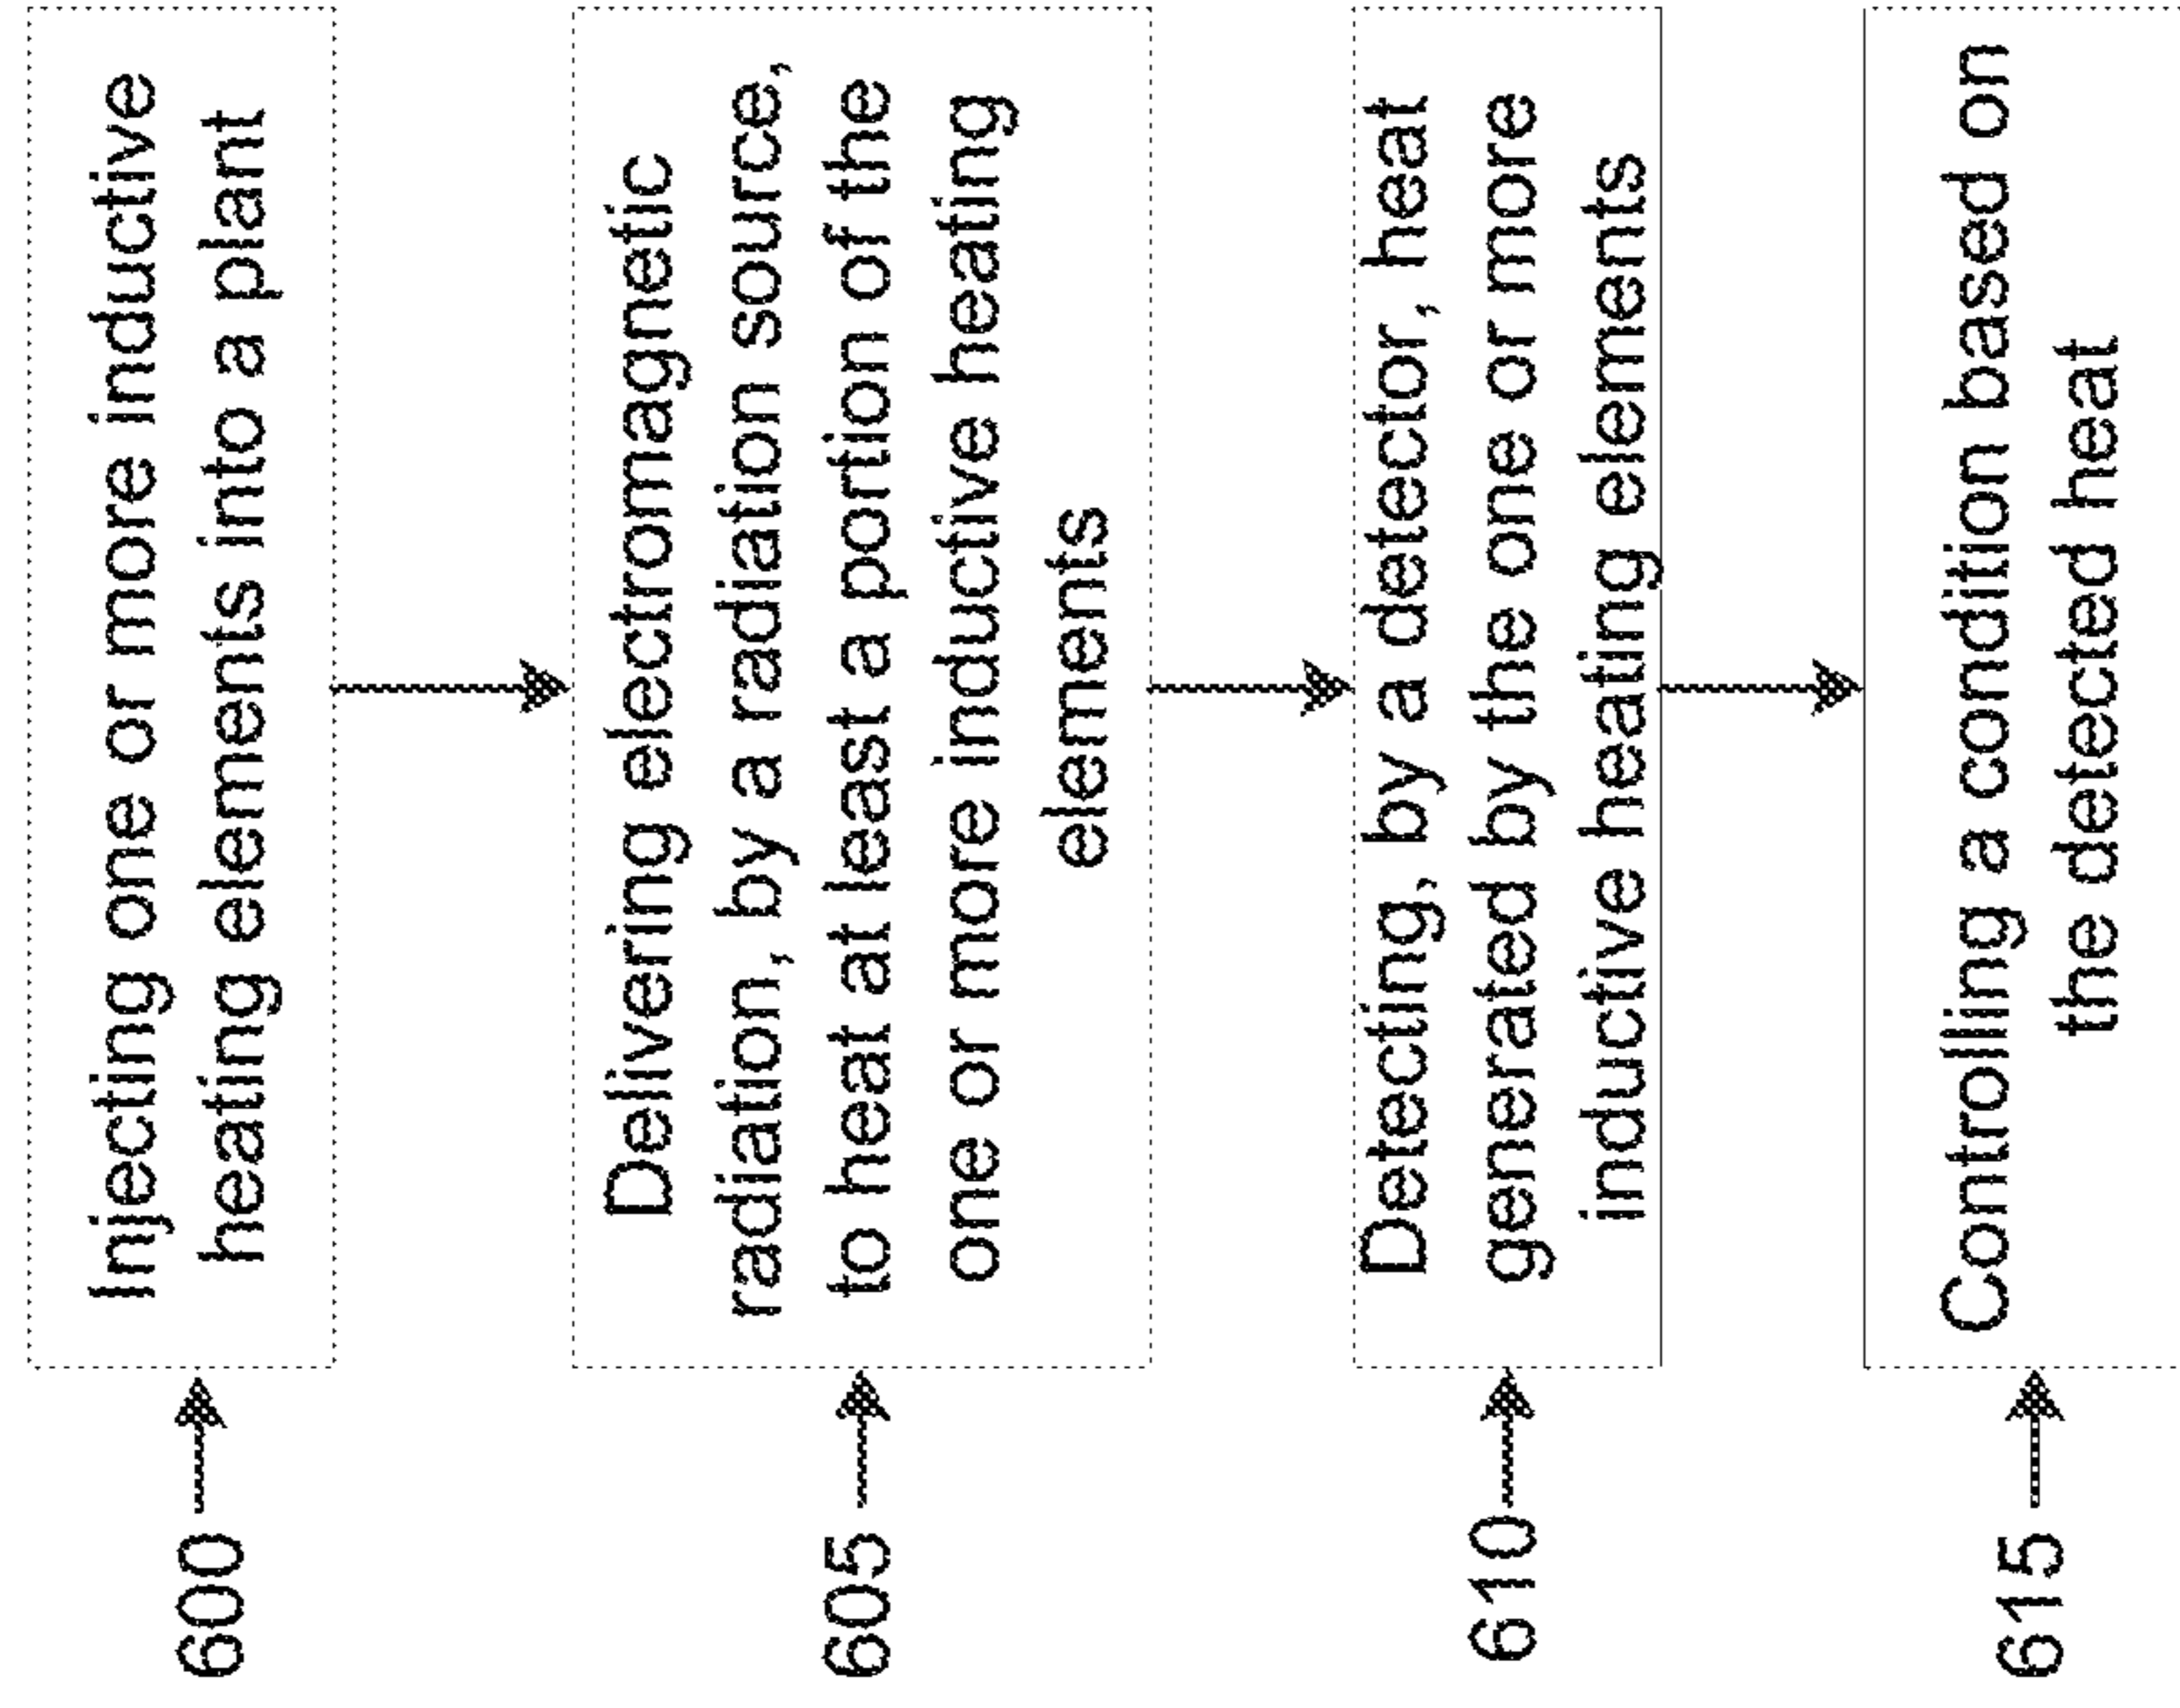 600
Injecting one or more inductive
heating elements into a plant
605
Delivering electromagnetic
radiation, by a radiation source,
to heat at least a portion of the
one or more inductive heating
elements
610
Detecting, by a detector, heat
generated by the one or more
inductive heating elements
615
Controlling a condition based on
the detected heat